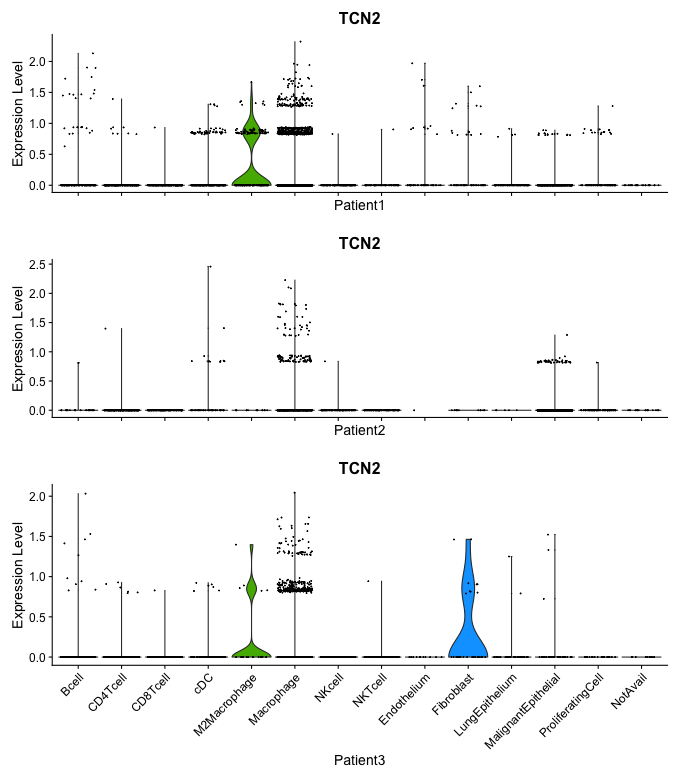 TCN2
Expression Level
2.0
1.5
1.0
0.5
0.0
Patient1
TCN2
Expression Level
2.5
2.0
1.5
1.0
0.5
0.0
Patient2
TCN2
Expression Level
2.0
1.5
1.0
0.5
0.0
Bcell
CD4Tcell
CD8Tcell
cDC
M2Macrophage
Macrophage
NKcell
NKTcell
Endothelium
Fibroblast
LungEpithelium
MalignantEpithelial
ProliferatingCell
NotAvail
Patient3